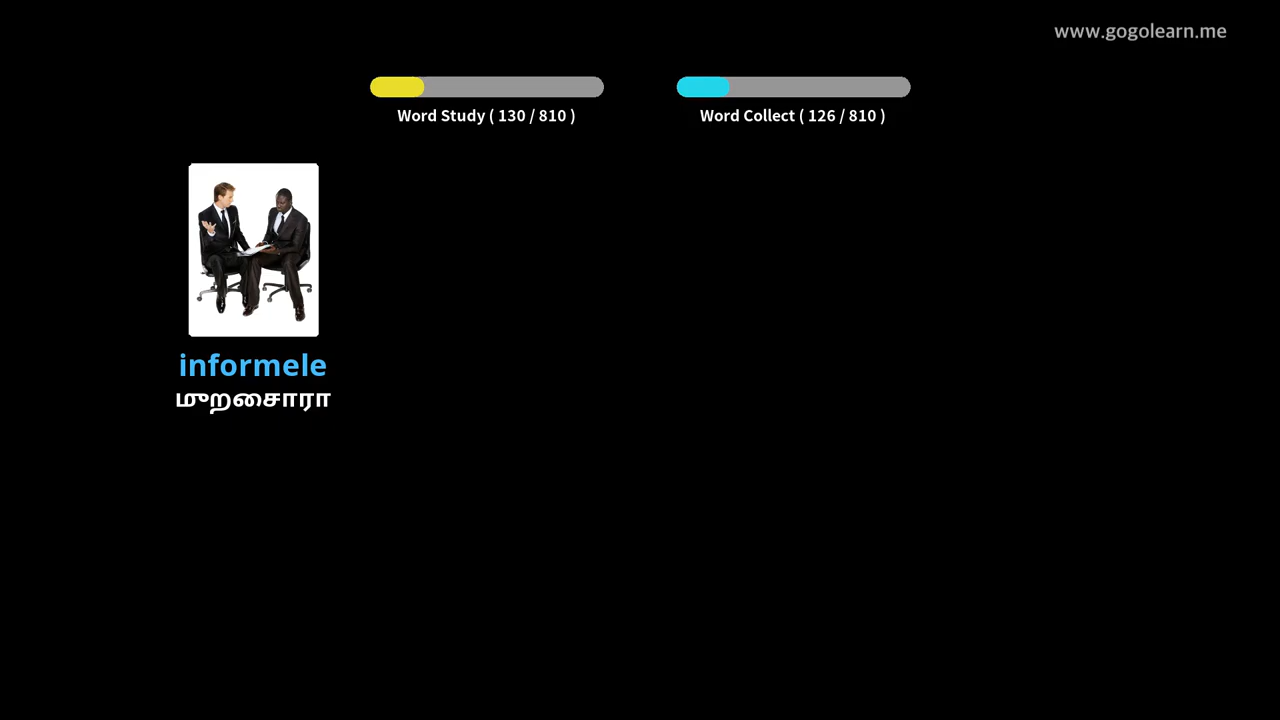 www.gogolearn.me
Word Study ( 130 / 810 )
Word Collect ( 126 / 810 )
informele
முறைசாரா